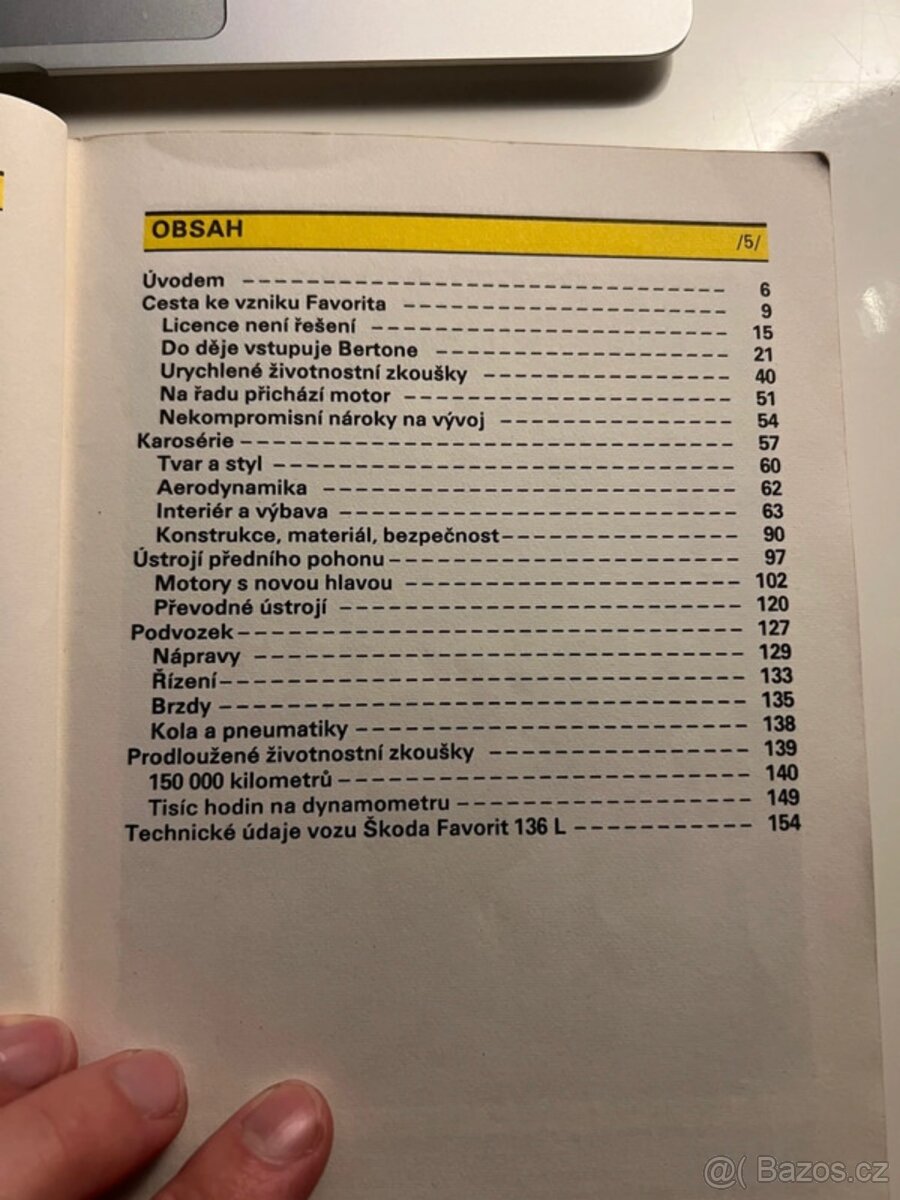 OBSAH /5/
Úvodem 6
Cesta ke vzniku Favorita 9
Licence není řešení 15
Do děje vstupuje Bertone 21
Urychlené životnostní zkoušky 40
Na řadu přichází motor 51
Nekompromisní nároky na vývoj 54
Karosérie 57
Tvar a styl 60
Aerodynamika 62
Interiér a výbava 63
Konstrukce, materiál, bezpečnost 90
Ústrojí předního pohonu 97
Motory s novou hlavou 102
Převodné ústrojí 120
Podvozek 127
Nápravy 129
Řízení 133
Brzdy 135
Kola a pneumatiky 138
Prodloužené životnostní zkoušky 139
150 000 kilometrů 140
Tisíc hodin na dynamometru 149
Technické údaje vozu Škoda Favorit 136 L 154
@( Bazos.cz